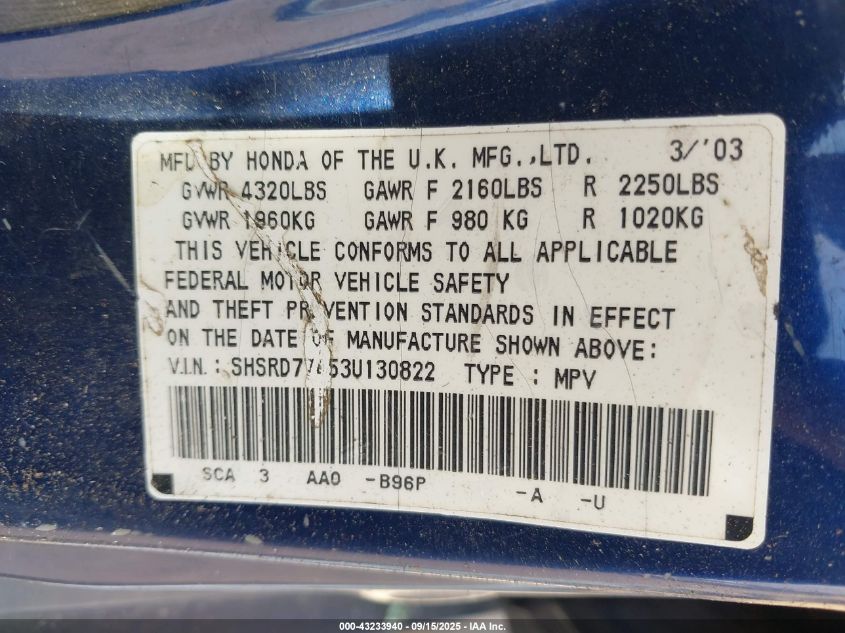 MFD BY HONDA OF THE U.K. MFG.,LTD. 3/'03
GVWR 4320LBS GAWR F 2160LBS R 2250LBS
GVWR 1960KG GAWR F 980 KG R 1020KG
THIS VEHICLE CONFORMS TO ALL APPLICABLE
FEDERAL MOTOR VEHICLE SAFETY
AND THEFT PREVENTION STANDARDS IN EFFECT
ON THE DATE OF MANUFACTURE SHOWN ABOVE:
V.I.N.: TYPE : MPV
SCA 3 AAO -B96P -A -U
000-43233940 - 09/15/2025 - IAA Inc.